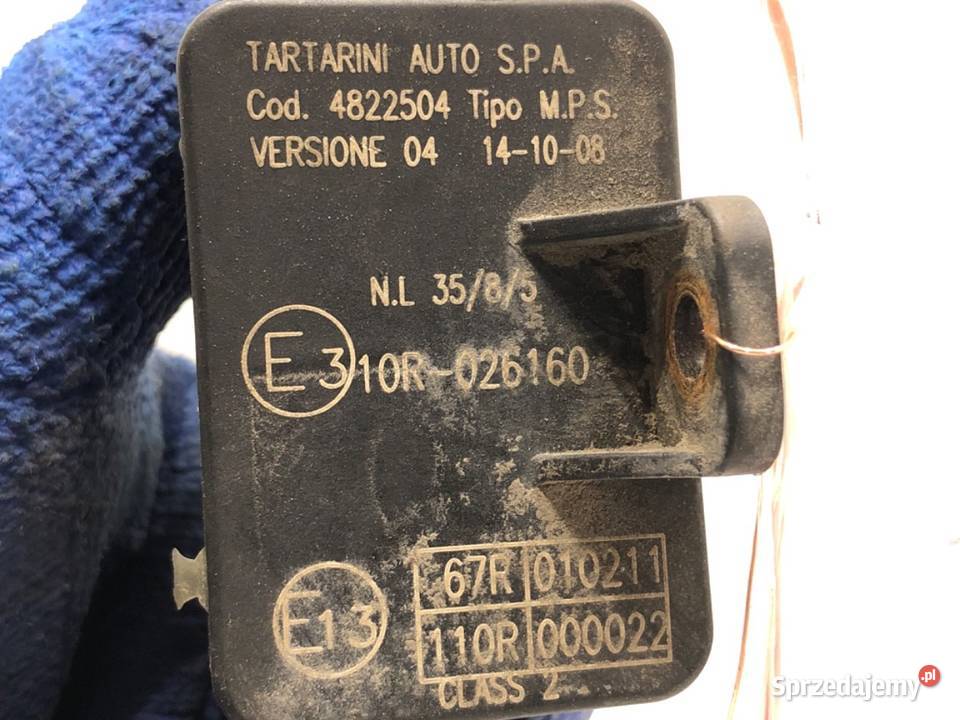 TARTARINI AUTO S.P.A.
Cod. 4822504 Tipo M.P.S.
VERSIONE 04 14-10-08
N.L 35/8/5
E3 10R-026160
E13
67R 010211
110R 000022
CLASS 2
Sprzedajemy.pl